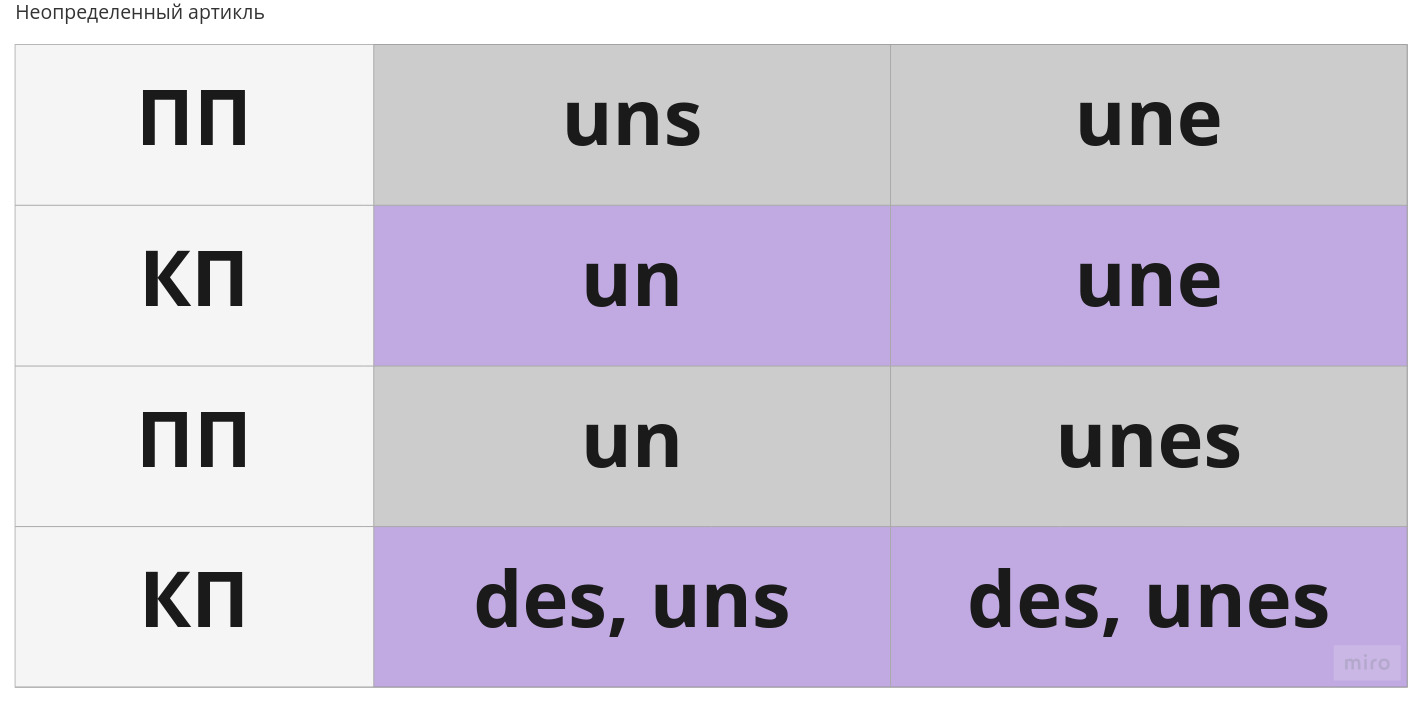 Неопределенный артикль
ПП uns une
КП un une
ПП un unes
КП des, uns des, unes
miro